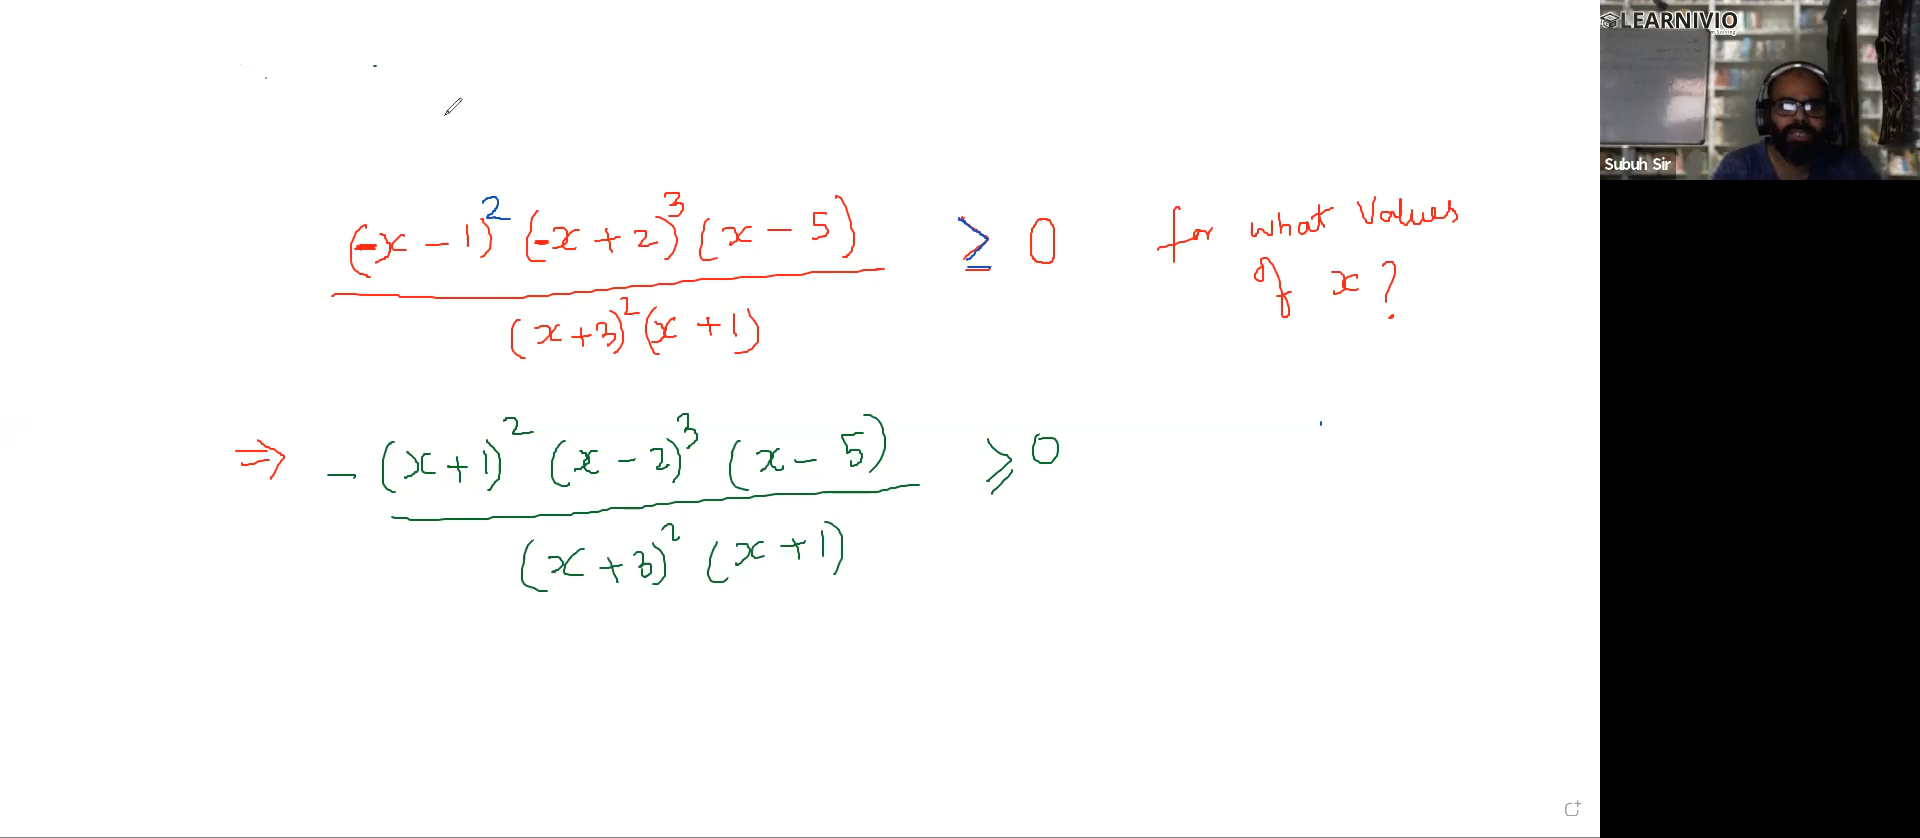 LEARNIVIO
Subuh Sir
(-x - 1)² (-x + 2)³ (x - 5) ≥ 0 for what values
(x + 3)² (x + 1) of x ?
⇒ - (x + 1)² (x - 2)³ (x - 5) ≥ 0
(x + 3)² (x + 1)